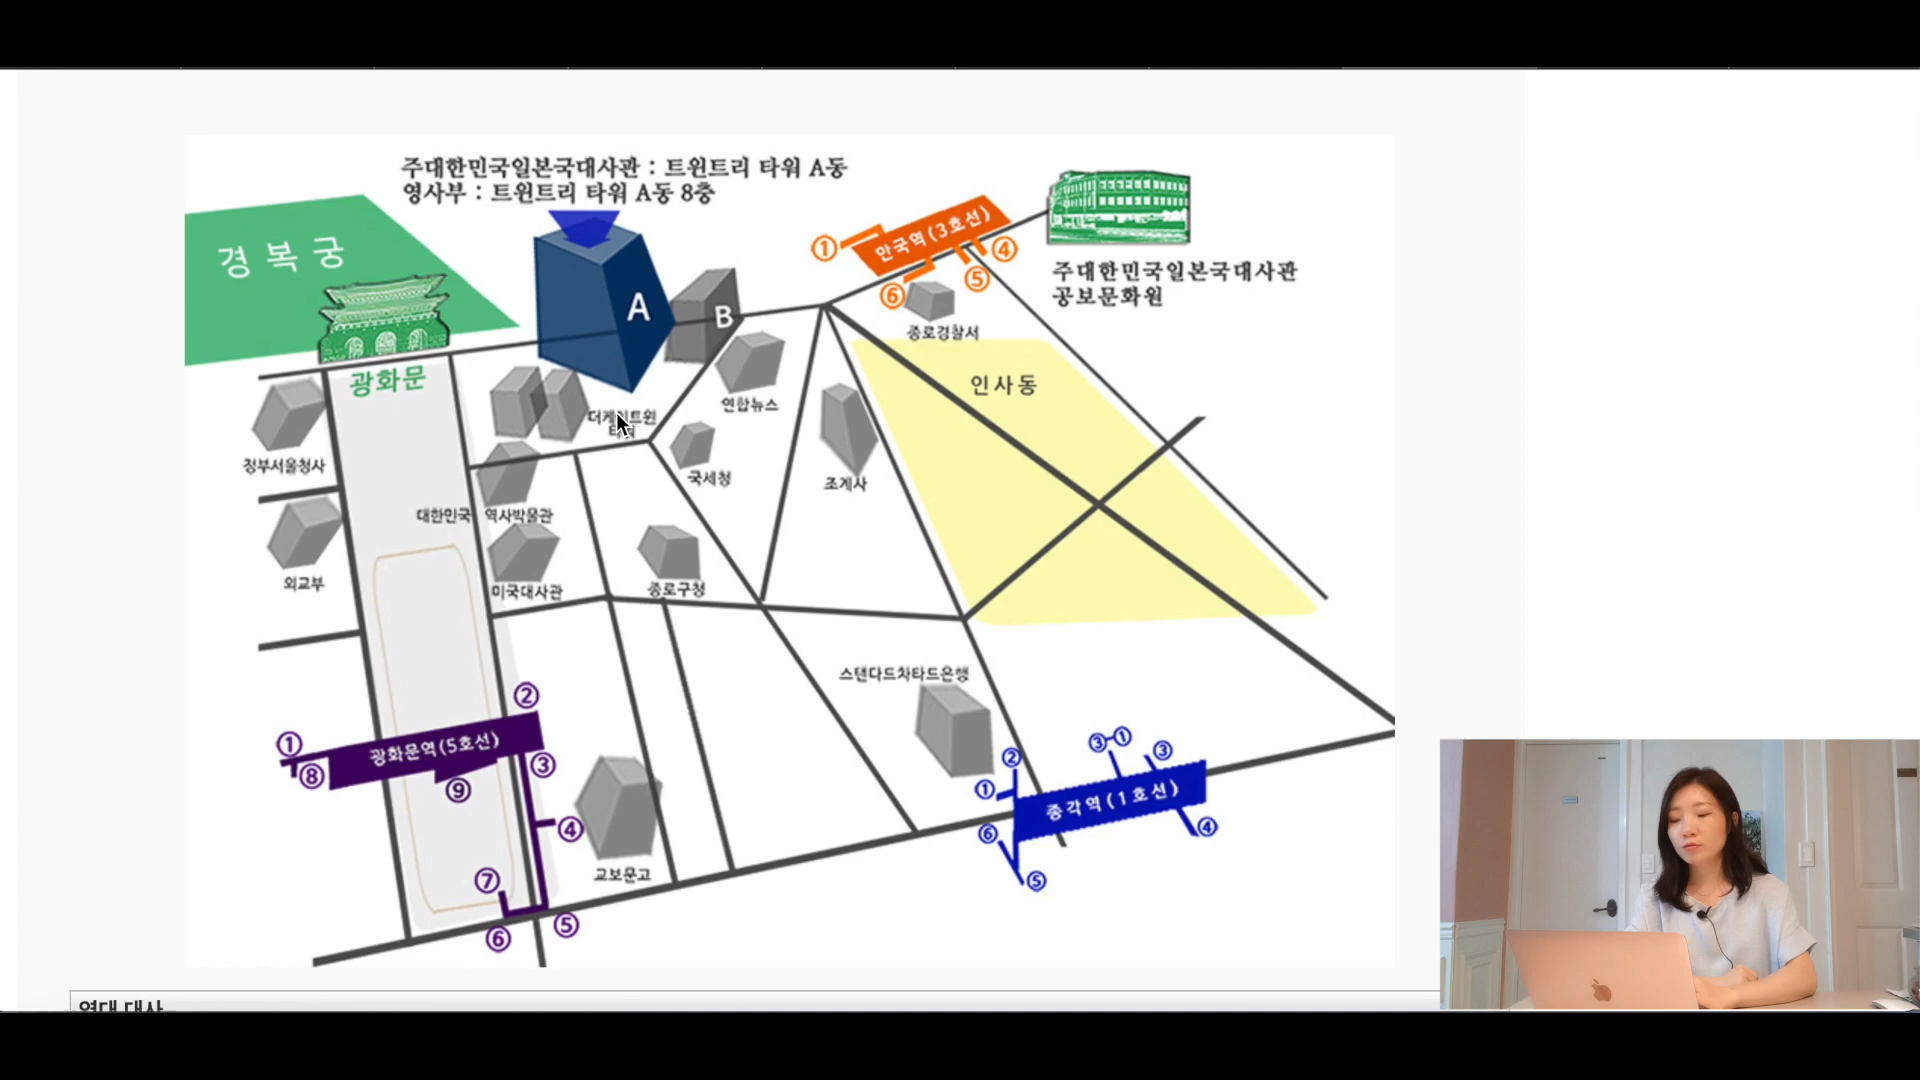 주대한민국일본국대사관 : 트윈트리 타워 A동
영사부 : 트윈트리 타워 A동 8층
경복궁
안국역(3호선)
①
④
⑤
⑥
주대한민국일본국대사관
공보문화원
A
B
종로경찰서
광화문
인사동
연합뉴스
정부서울청사
국세청
조계사
대한민국 역사박물관
외교부
미국대사관
종로구청
스탠다드차타드은행
②
광화문역(5호선)
①
⑧
③
⑨
④
교보문고
⑦
⑥
⑤
③-①
③
②
①
종각역(1호선)
⑥
④
⑤